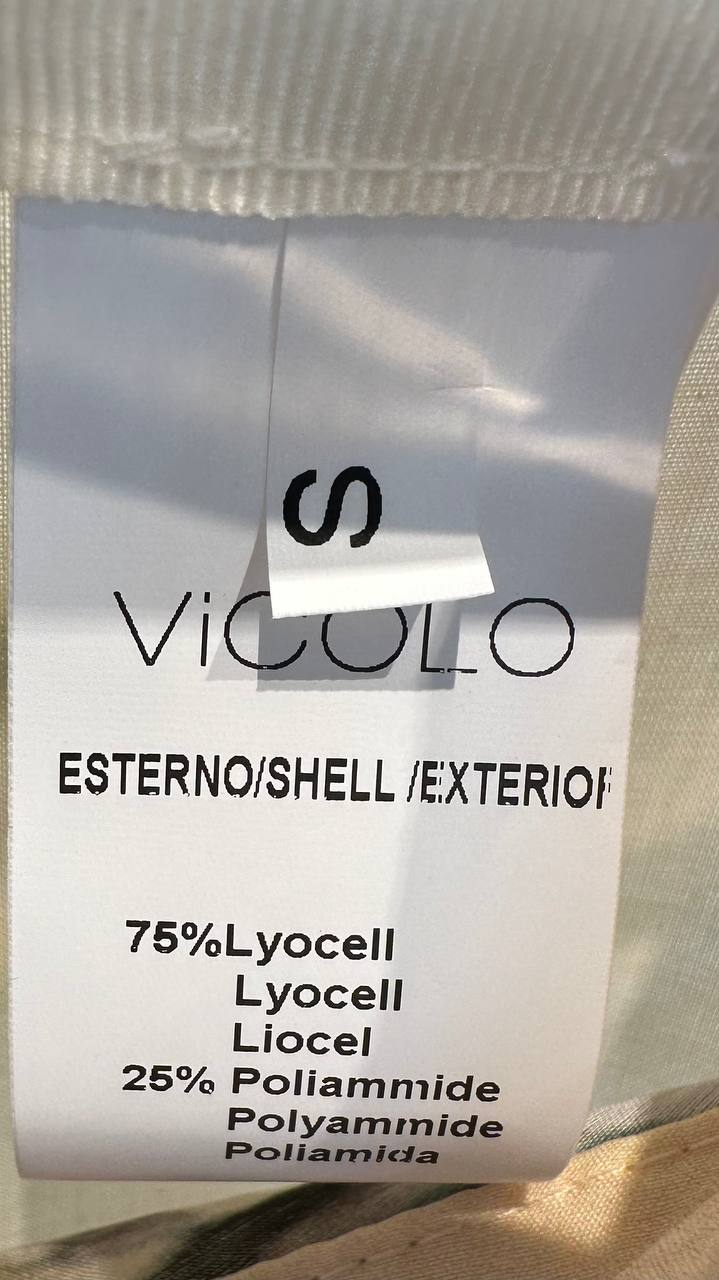 S
ViCOLO
ESTERNO/SHELL /EXTERIOR
75%Lyocell
Lyocell
Liocel
25% Poliammide
Polyammide
Poliamida